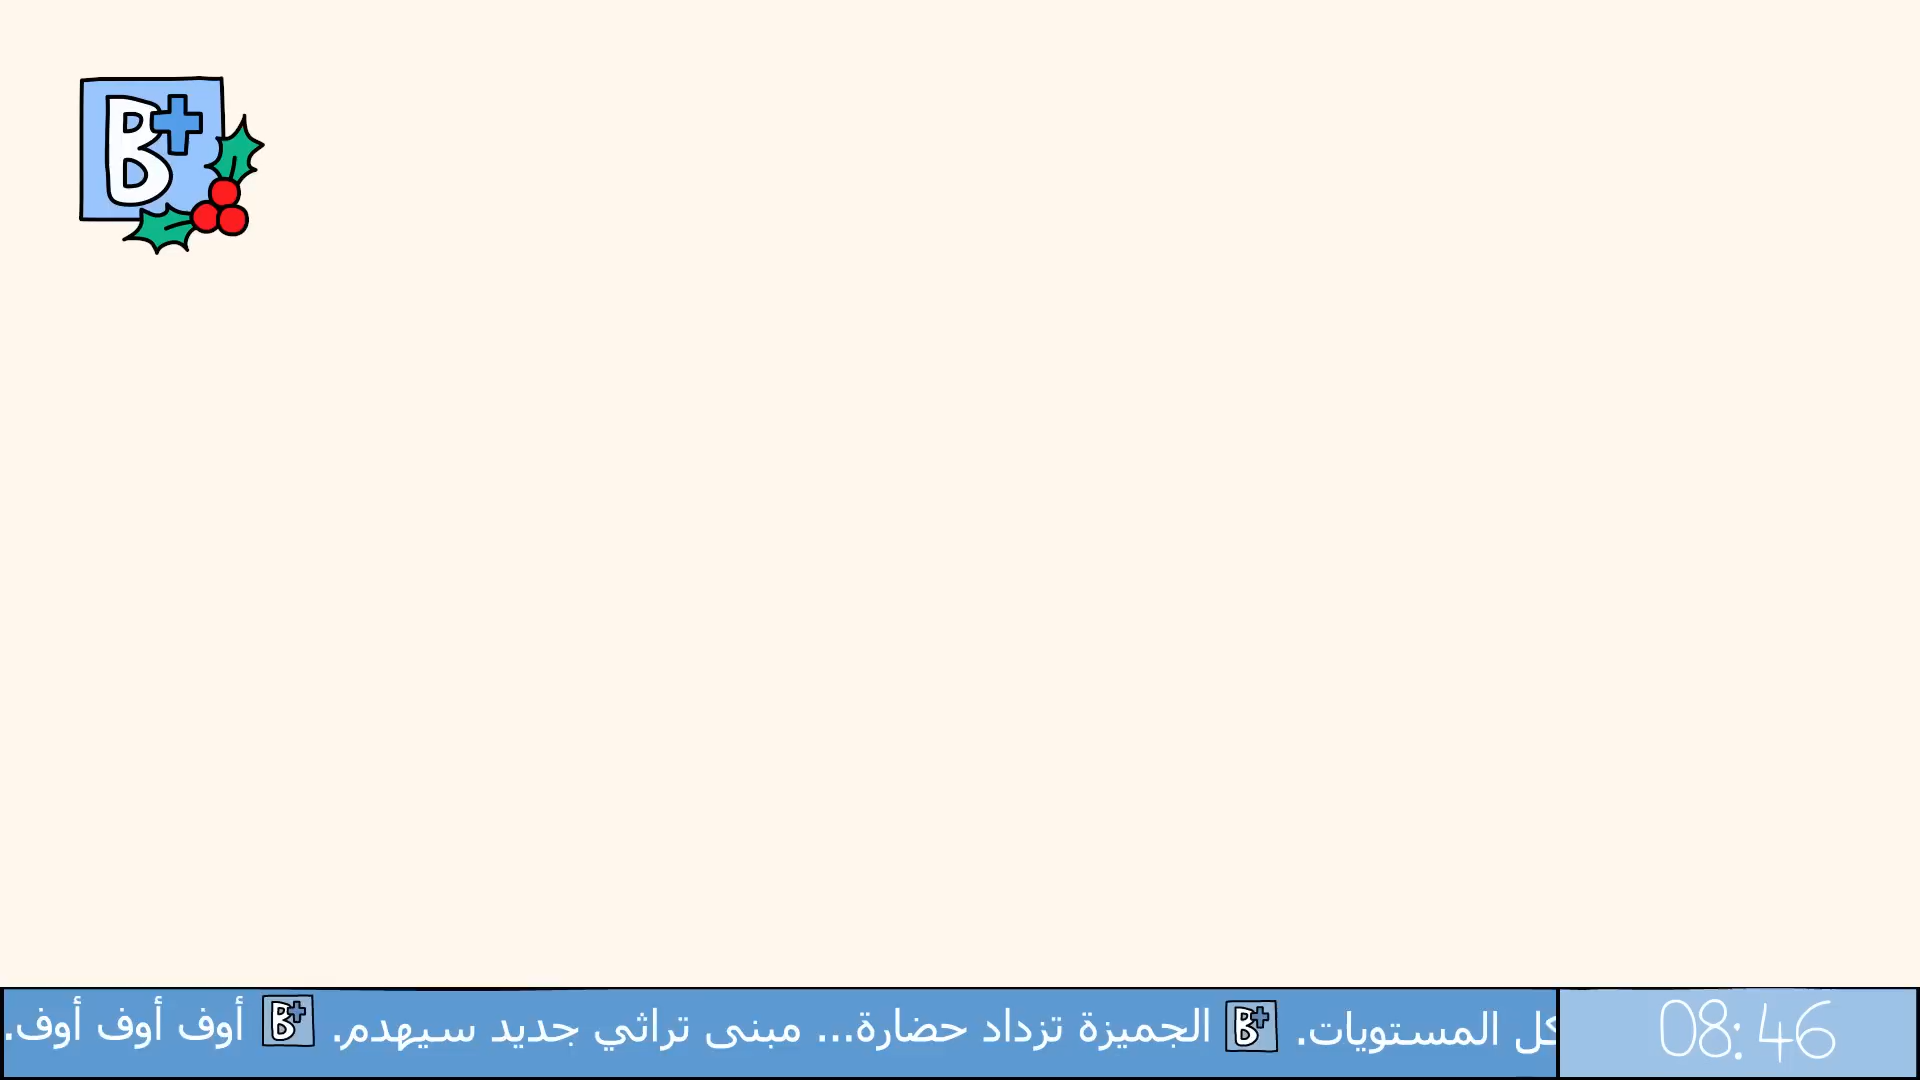 B+
كل المستويات. B+ الجميزة تزداد حضارة... مبنى تراثي جديد سيهدم. B+ أوف أوف أوف.
08:46